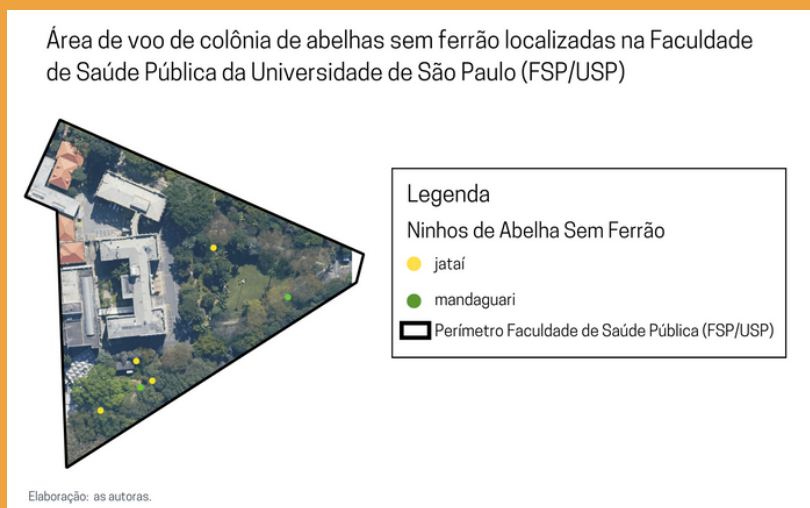 Área de voo de colônia de abelhas sem ferrão localizadas na Faculdade
de Saúde Pública da Universidade de São Paulo (FSP/USP)
Legenda
Ninhos de Abelha Sem Ferrão
jataí
mandaguari
Perímetro Faculdade de Saúde Pública (FSP/USP)
Elaboração: as autoras.